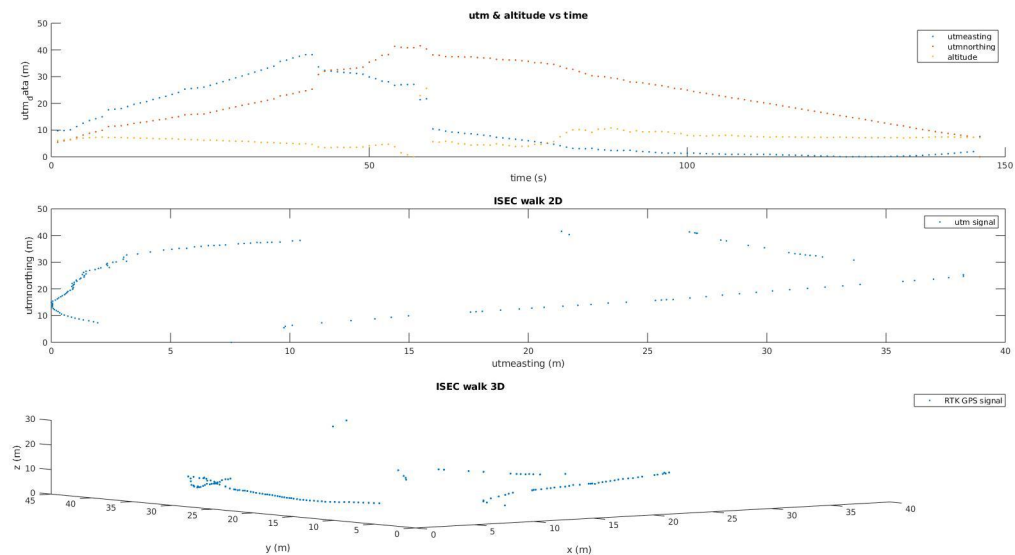 utm & altitude vs time
50
40
30
20
10
0
utm_data (m)
utmeasting
utmnorthing
altitude
0 50 100 150
time (s)
ISEC walk 2D
50
40
30
20
10
0
utmnorthing (m)
utm signal
0 5 10 15 20 25 30 35 40
utmeasting (m)
ISEC walk 3D
RTK GPS signal
30
20
10
0
z (m)
45 40 35 30 25 20 15 10 5 0
0 5 10 15 20 25 30 35 40
y (m)
x (m)